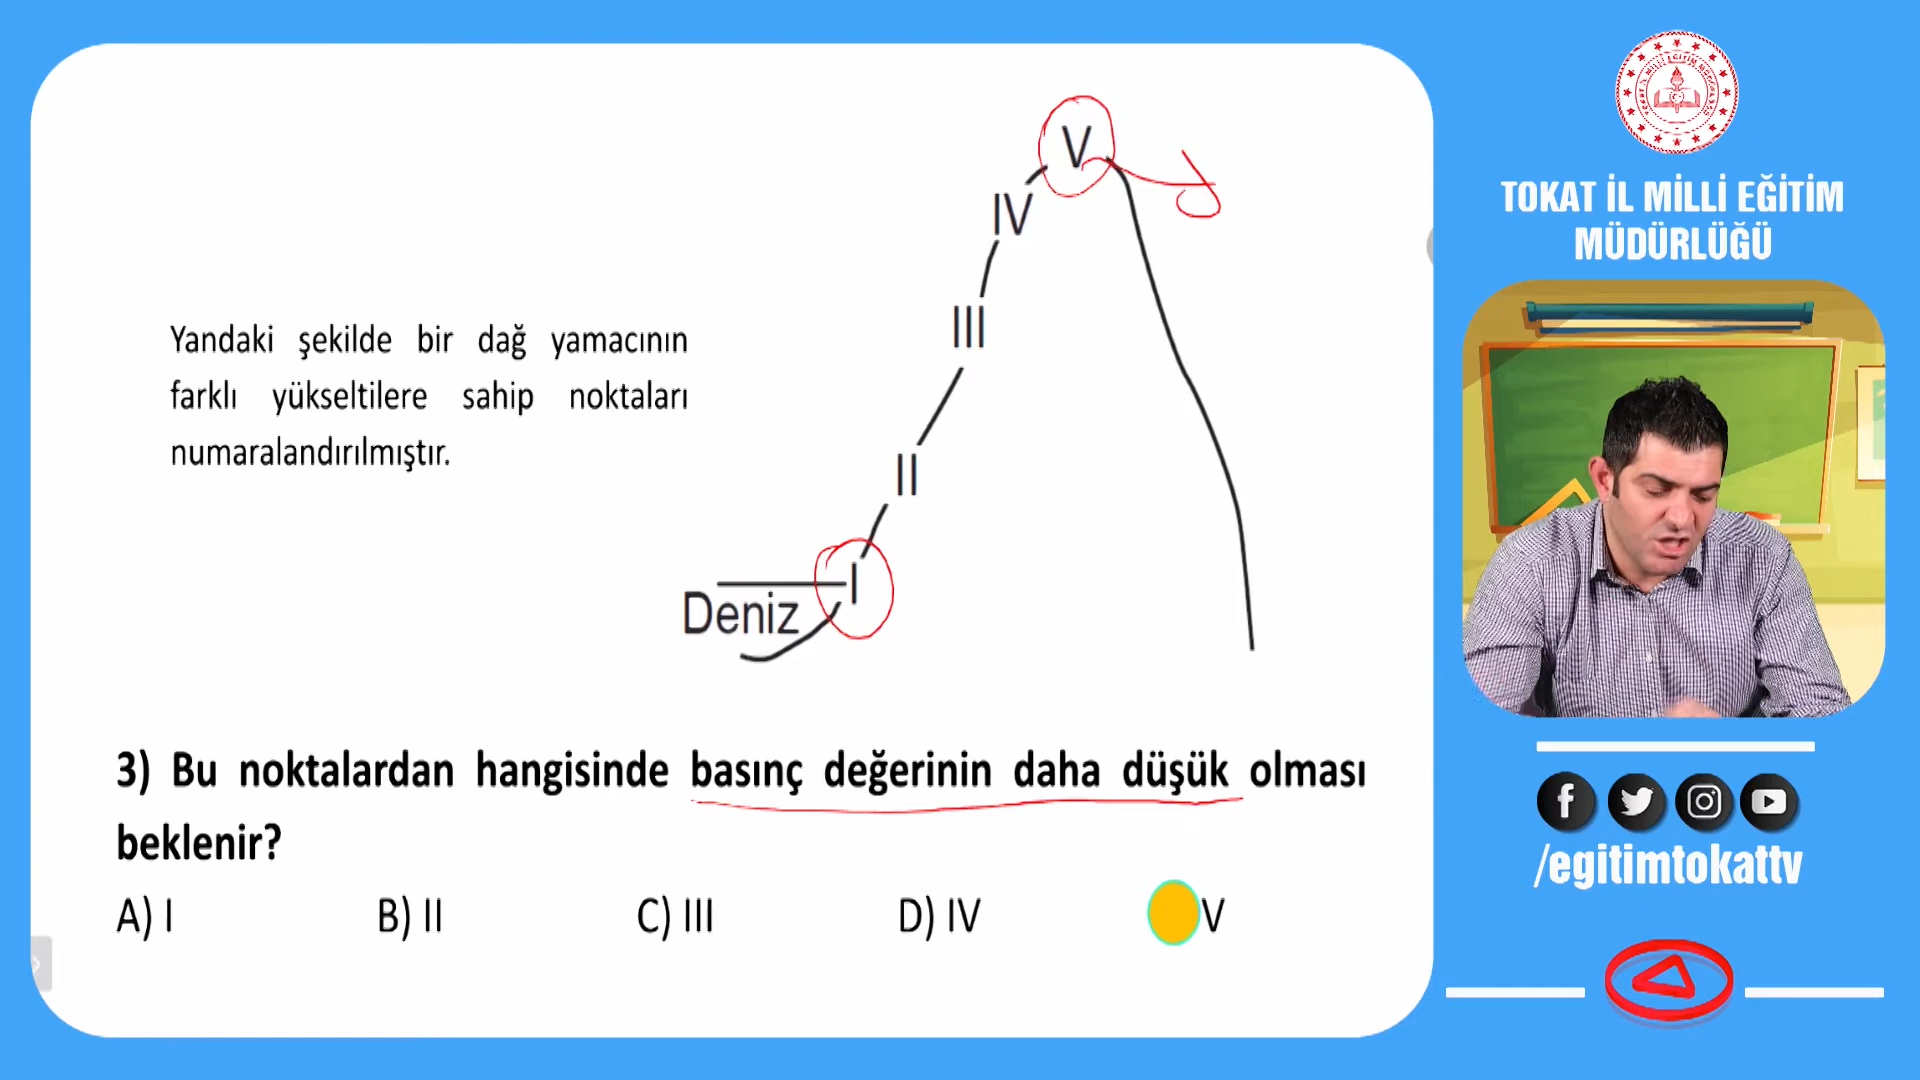 V
IV
III
II
I
Deniz
Yandaki şekilde bir dağ yamacının
farklı yükseltilere sahip noktaları
numaralandırılmıştır.
3) Bu noktalardan hangisinde basınç değerinin daha düşük olması
beklenir?
A) I B) II C) III D) IV V
TOKAT İL MİLLİ EĞİTİM
MÜDÜRLÜĞÜ
/egitimtokattv